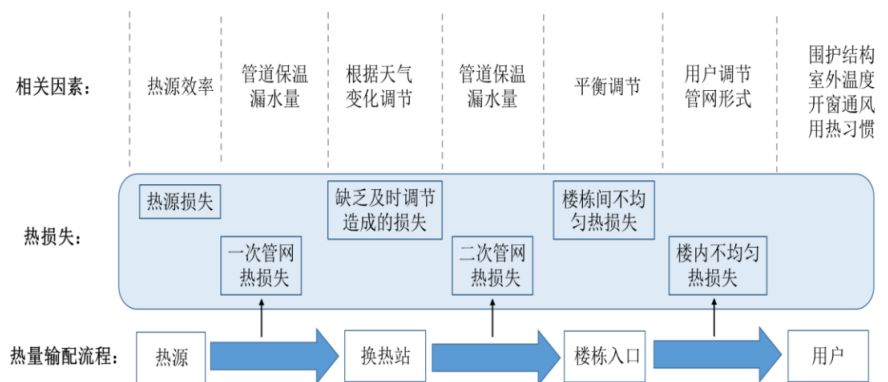 相关因素：
热源效率
管道保温
漏水量
根据天气
变化调节
管道保温
漏水量
平衡调节
用户调节
管网形式
围护结构
室外温度
开窗通风
用热习惯
热损失：
热源损失
一次管网
热损失
缺乏及时调节
造成的损失
二次管网
热损失
楼栋间不均
匀热损失
楼内不均匀
热损失
热量输配流程：
热源
换热站
楼栋入口
用户